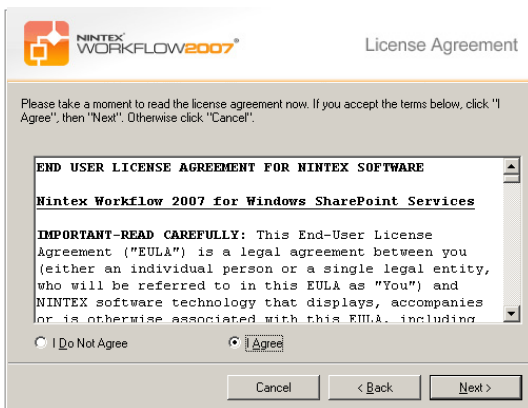 NINTEX
WORKFLOW2007
License Agreement
Please take a moment to read the license agreement now. If you accept the terms below, click "I
Agree", then "Next". Otherwise click "Cancel".
END USER LICENSE AGREEMENT FOR NINTEX SOFTWARE
Nintex Workflow 2007 for Windows SharePoint Services
IMPORTANT-READ CAREFULLY: This End-User License
Agreement ("EULA") is a legal agreement between you
(either an individual person or a single legal entity,
who will be referred to in this EULA as "You") and
NINTEX software technology that displays, accompanies
or is otherwise associated with this EULA, including
I Do Not Agree
I Agree
Cancel
< Back
Next >